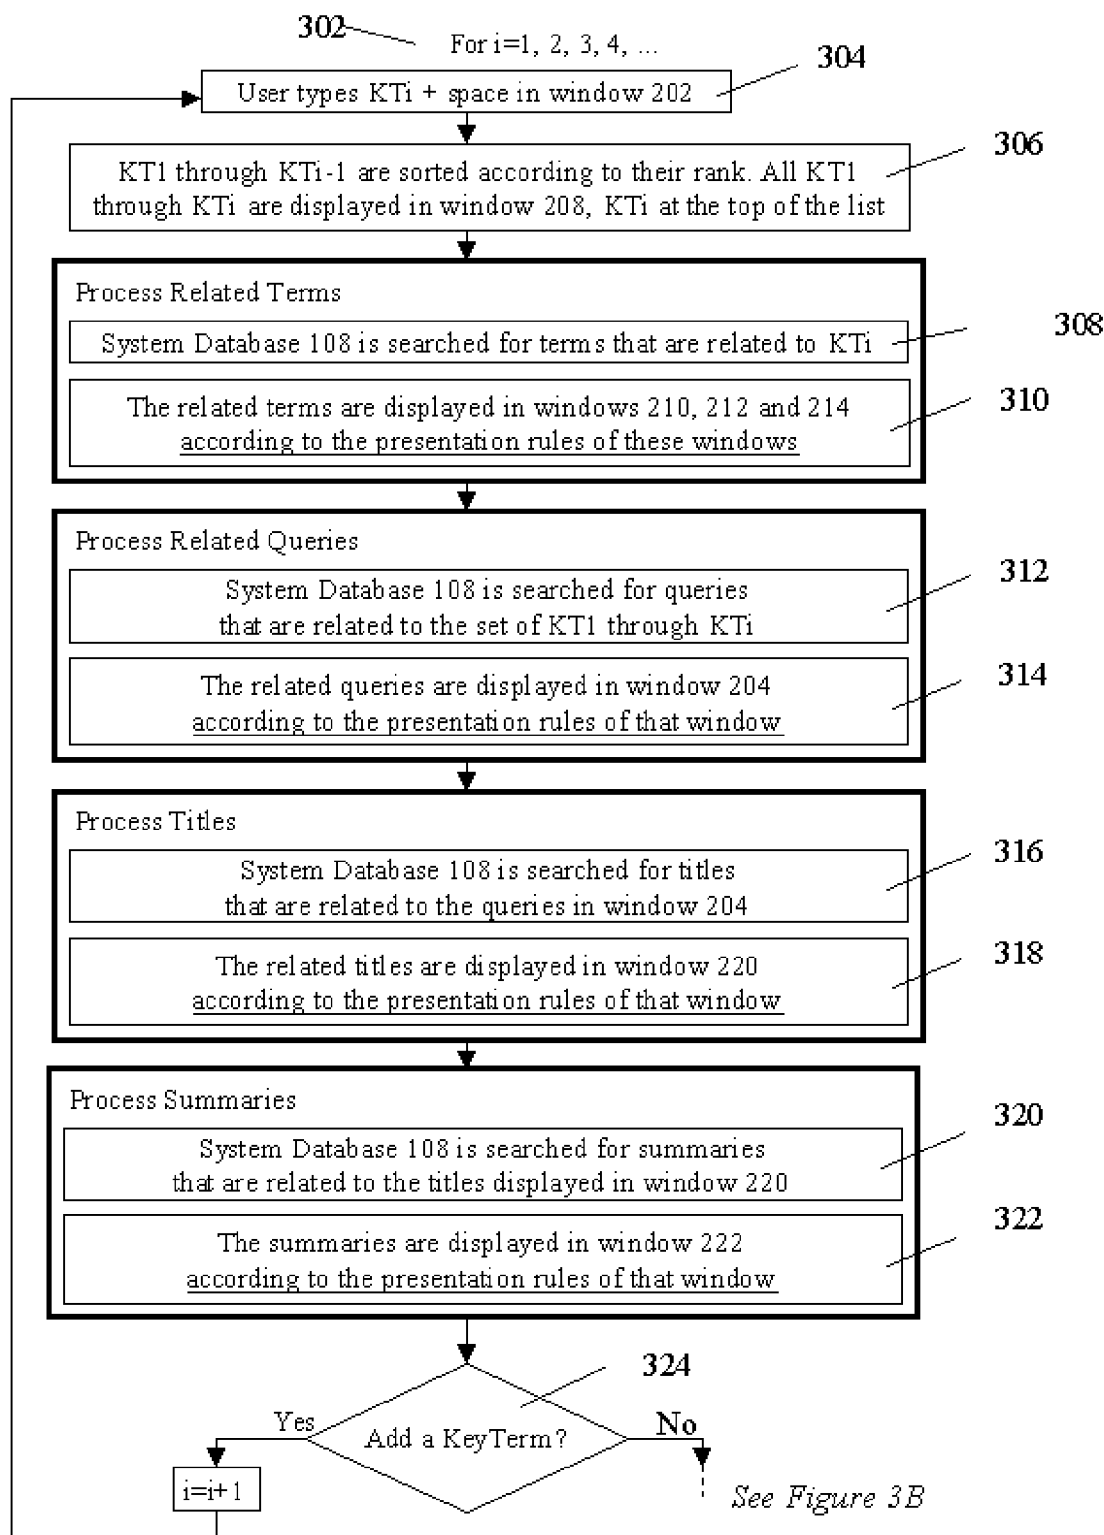 302
For i=1, 2, 3, 4, ...
304
User types KTi + space in window 202
306
KT1 through KTi-1 are sorted according to their rank. All KT1
through KTi are displayed in window 208, KTi at the top of the list
Process Related Terms
308
System Database 108 is searched for terms that are related to KTi
310
The related terms are displayed in windows 210, 212 and 214
according to the presentation rules of these windows
Process Related Queries
312
System Database 108 is searched for queries
that are related to the set of KT1 through KTi
314
The related queries are displayed in window 204
according to the presentation rules of that window
Process Titles
316
System Database 108 is searched for titles
that are related to the queries in window 204
318
The related titles are displayed in window 220
according to the presentation rules of that window
Process Summaries
320
System Database 108 is searched for summaries
that are related to the titles displayed in window 220
322
The summaries are displayed in window 222
according to the presentation rules of that window
324
Yes
Add a KeyTerm?
No
i=i+1
See Figure 3B